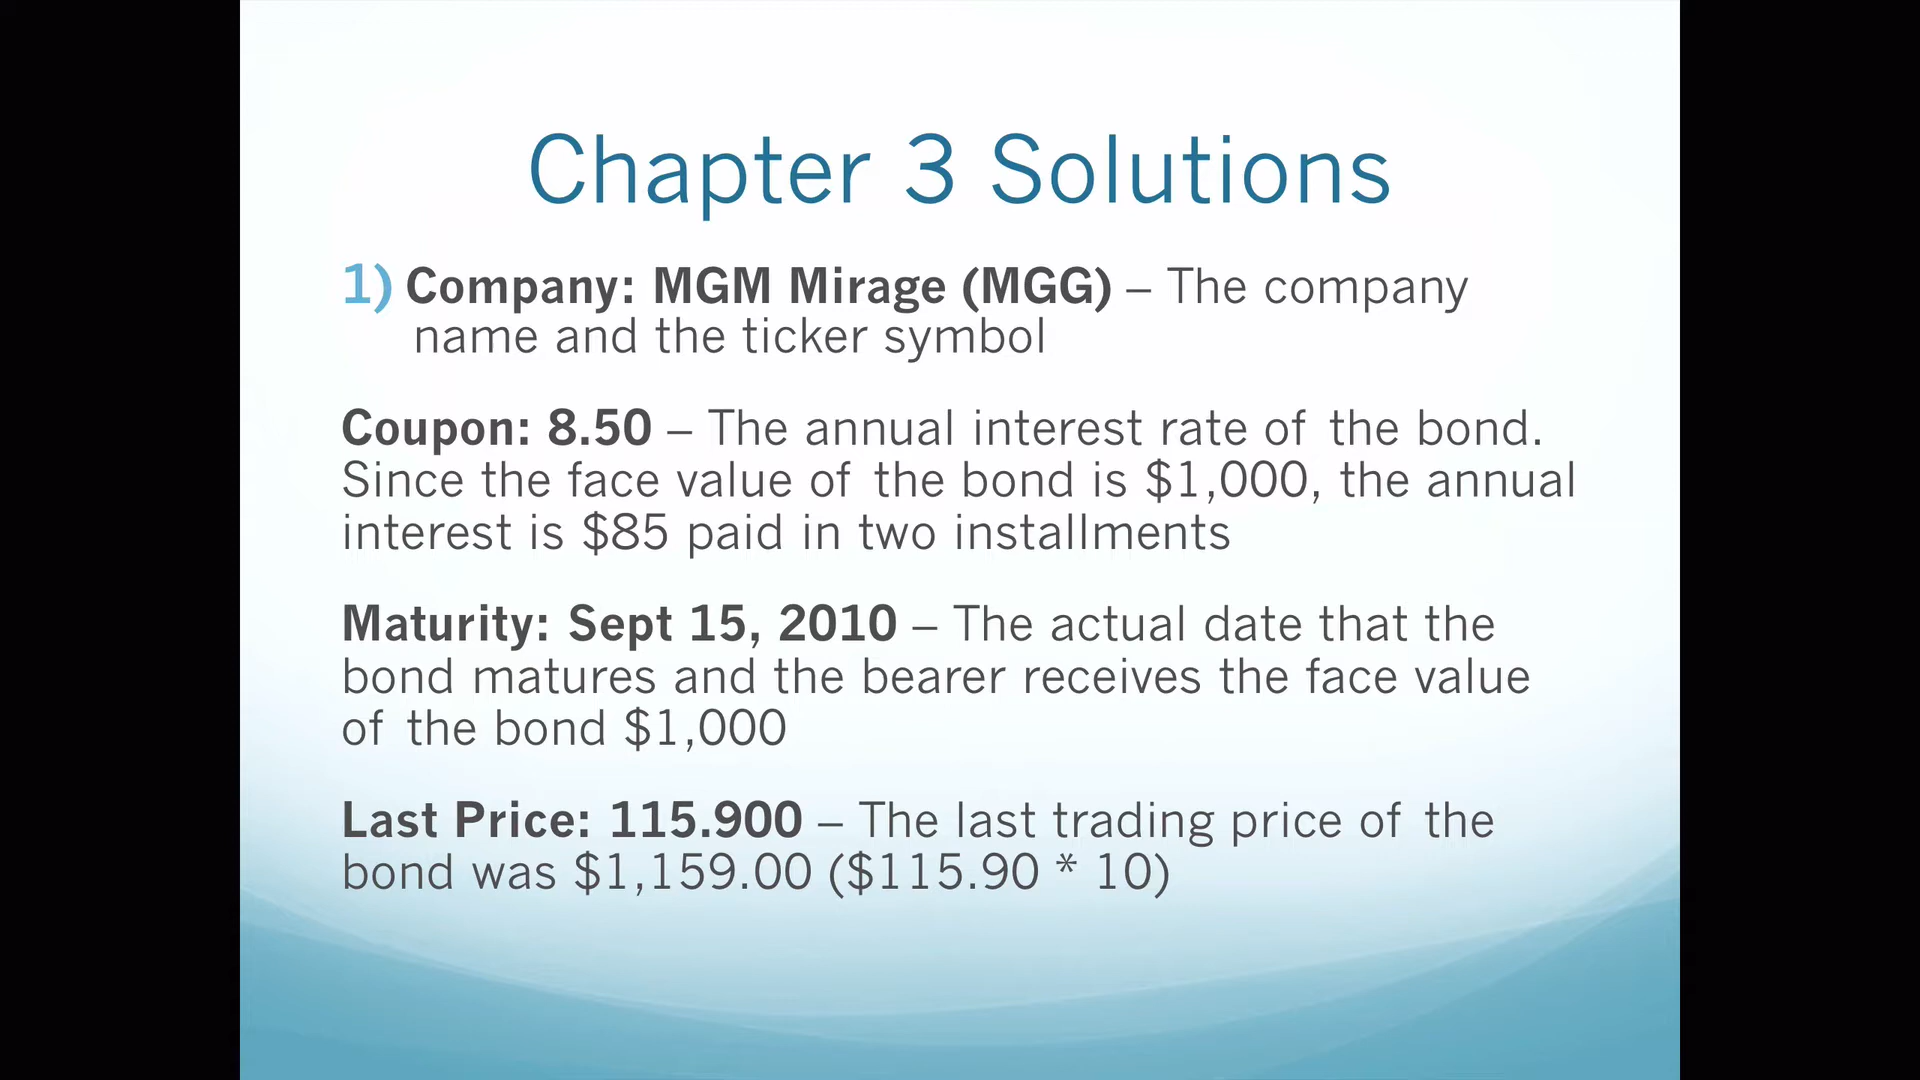 Chapter 3 Solutions
1) Company: MGM Mirage (MGG) – The company
name and the ticker symbol
Coupon: 8.50 – The annual interest rate of the bond.
Since the face value of the bond is $1,000, the annual
interest is $85 paid in two installments
Maturity: Sept 15, 2010 – The actual date that the
bond matures and the bearer receives the face value
of the bond $1,000
Last Price: 115.900 – The last trading price of the
bond was $1,159.00 ($115.90 * 10)